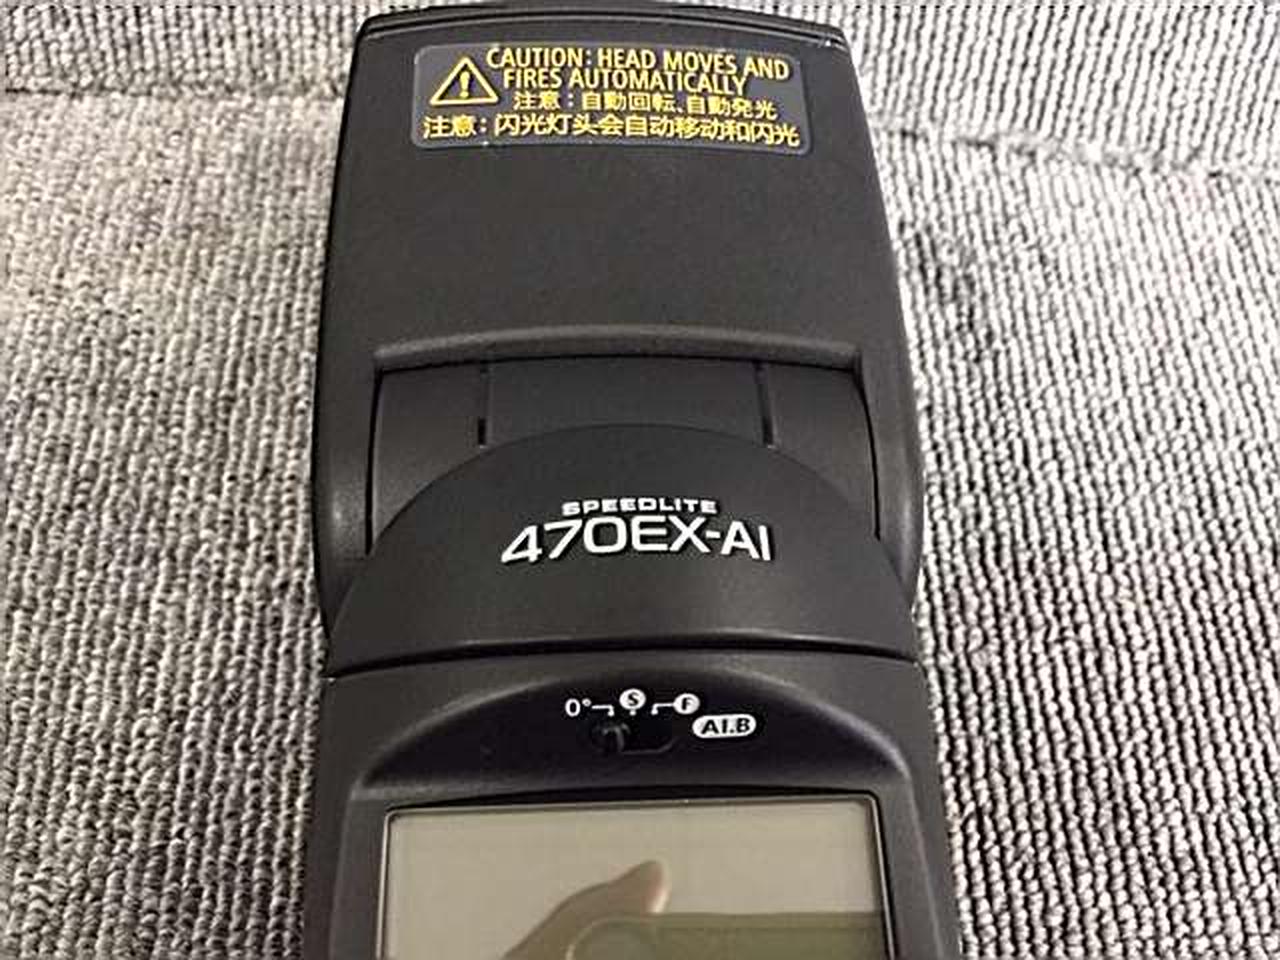 CAUTION: HEAD MOVES AND
FIRES AUTOMATICALLY
注意：自動回転、自動発光
注意：闪光灯头会自动移动和闪光
SPEEDLITE
470EX-AI
0° S F
AI.B